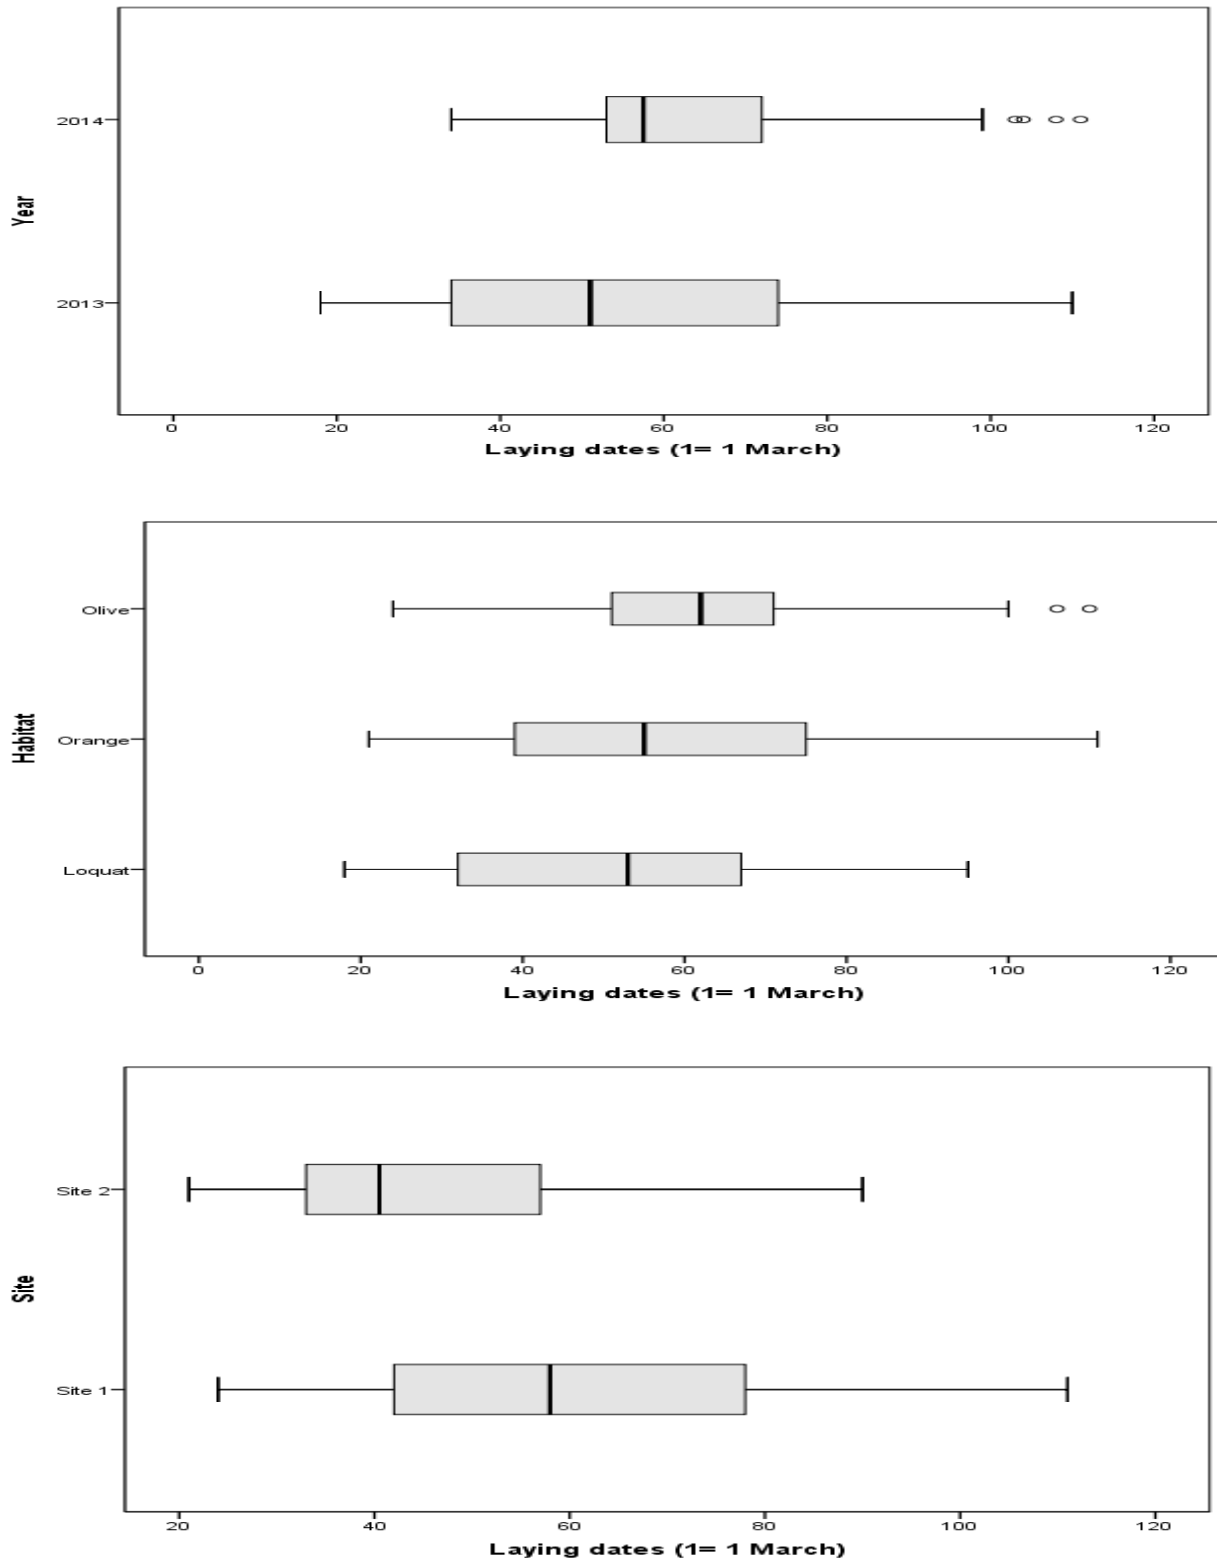 2014
Year
2013
0 20 40 60 80 100 120
Laying dates (1= 1 March)
Olive
Habitat
Orange
Loquat
0 20 40 60 80 100 120
Laying dates (1= 1 March)
Site 2
Site
Site 1
20 40 60 80 100 120
Laying dates (1= 1 March)